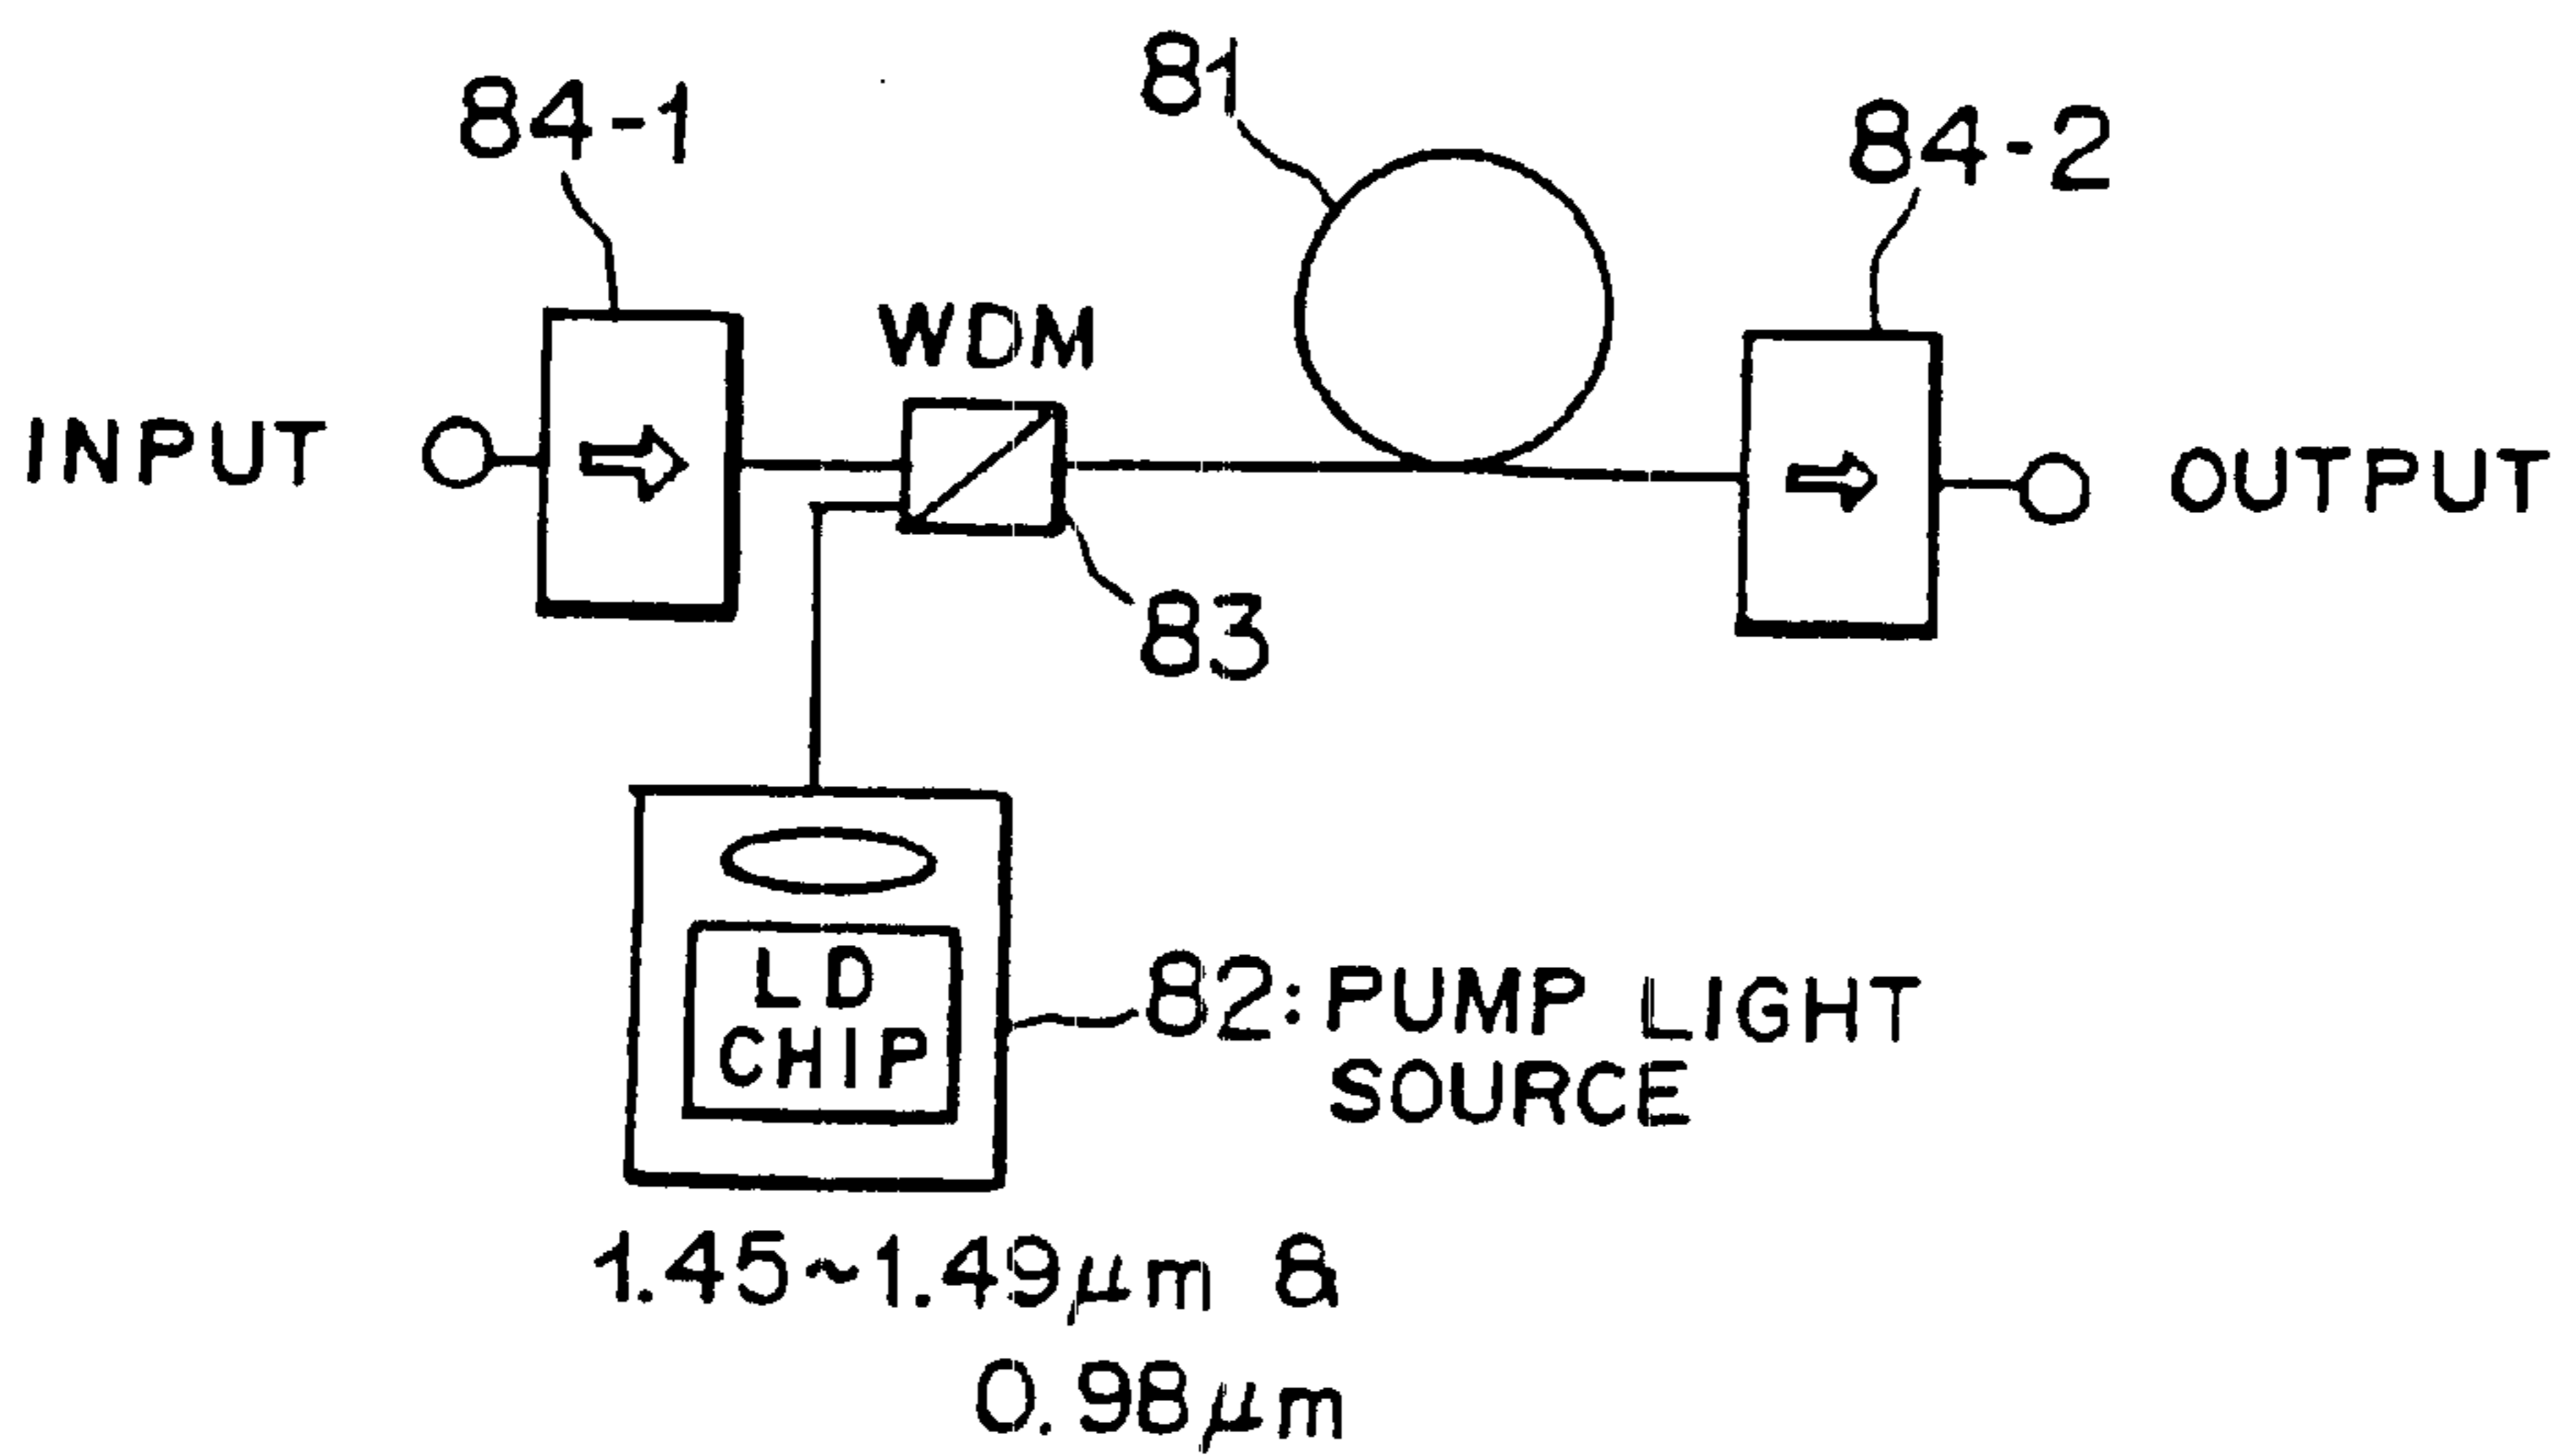 84-1
81
84-2
WDM
INPUT
OUTPUT
83
LD
CHIP
82: PUMP LIGHT
SOURCE
1.45~1.49μm &
0.98μm